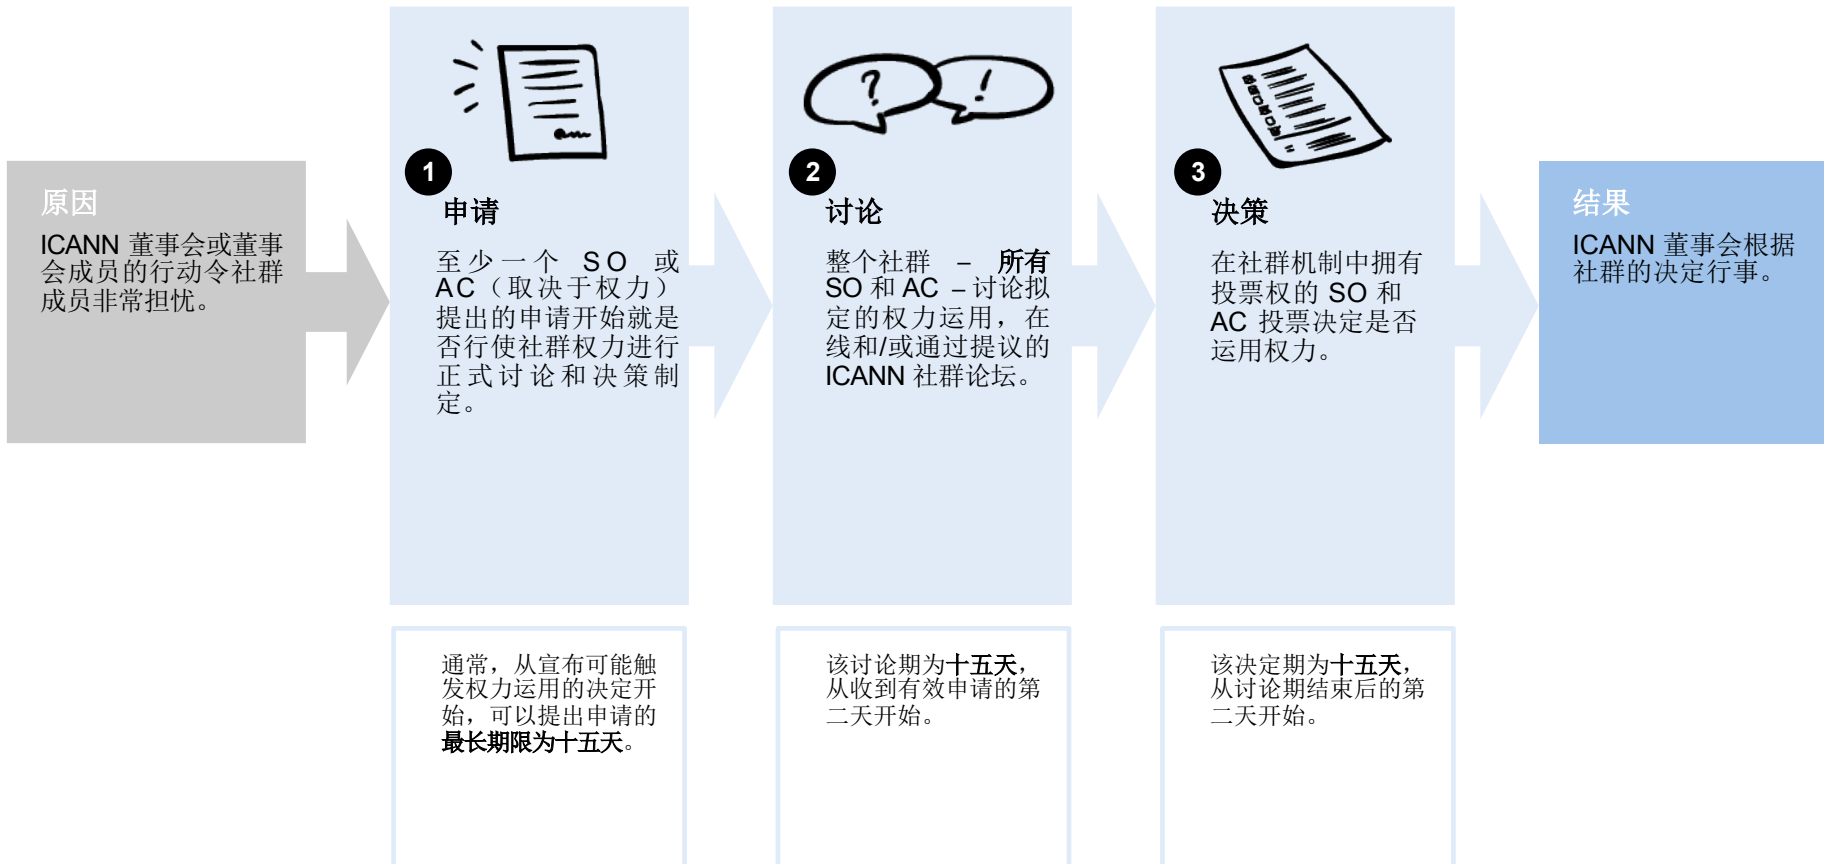 原因
ICANN 董事会或董事
会成员的行动令社群
成员非常担忧。
1
申请
至少一个 SO 或
AC（取决于权力）
提出的申请开始就是
否行使社群权力进行
正式讨论和决策制
定。
2
讨论
整个社群 – 所有
SO 和 AC – 讨论拟
定的权力运用，在
线和/或通过提议的
ICANN 社群论坛。
3
决策
在社群机制中拥有
投票权的 SO 和
AC 投票决定是否
运用权力。
结果
ICANN 董事会根据
社群的决定行事。
通常，从宣布可能触
发权力运用的决定开
始，可以提出申请的
最长期限为十五天。
该讨论期为十五天，
从收到有效申请的第
二天开始。
该决定期为十五天，
从讨论期结束后的第
二天开始。